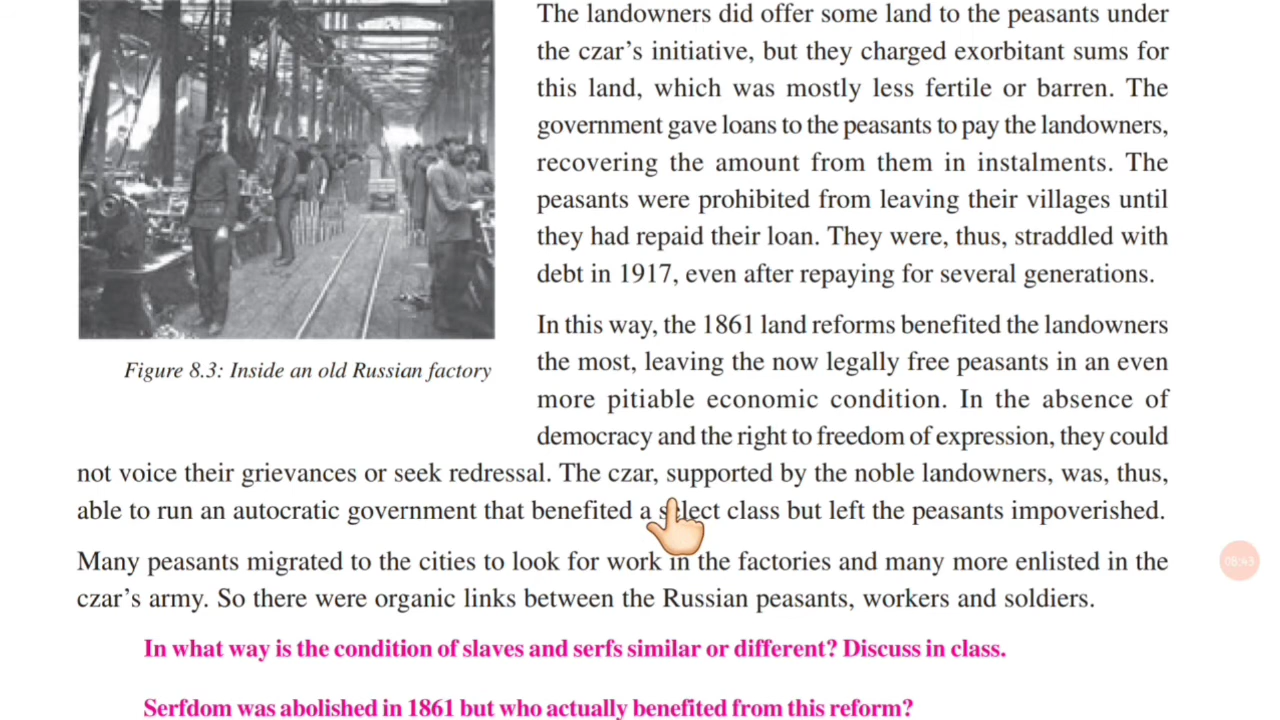 The landowners did offer some land to the peasants under
the czar's initiative, but they charged exorbitant sums for
this land, which was mostly less fertile or barren. The
government gave loans to the peasants to pay the landowners,
recovering the amount from them in instalments. The
peasants were prohibited from leaving their villages until
they had repaid their loan. They were, thus, straddled with
debt in 1917, even after repaying for several generations.
Figure 8.3: Inside an old Russian factory
In this way, the 1861 land reforms benefited the landowners
the most, leaving the now legally free peasants in an even
more pitiable economic condition. In the absence of
democracy and the right to freedom of expression, they could
not voice their grievances or seek redressal. The czar, supported by the noble landowners, was, thus,
able to run an autocratic government that benefited a select class but left the peasants impoverished.
Many peasants migrated to the cities to look for work in the factories and many more enlisted in the
czar's army. So there were organic links between the Russian peasants, workers and soldiers.
08:43
In what way is the condition of slaves and serfs similar or different? Discuss in class.
Serfdom was abolished in 1861 but who actually benefited from this reform?